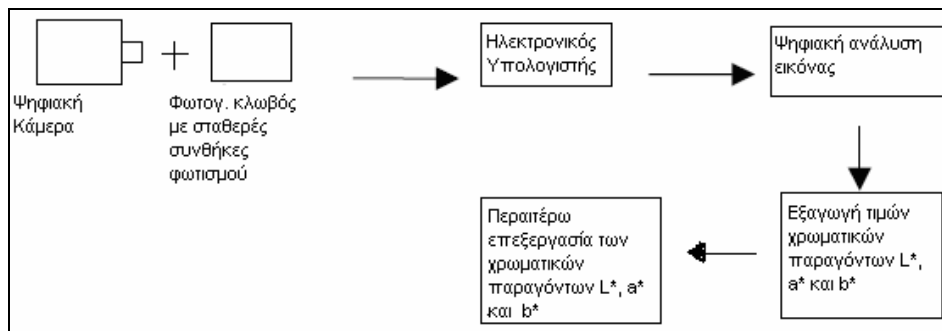 Ψηφιακή
Κάμερα
+
Φωτογ. κλωβός
με σταθερές
συνθήκες
φωτισμού
Ηλεκτρονικός
Υπολογιστής
Ψηφιακή ανάλυση
εικόνας
Εξαγωγή τιμών
χρωματικών
παραγόντων L*,
a* και b*
Περαιτέρω
επεξεργασία των
χρωματικών
παραγόντων L*, a*
και b*